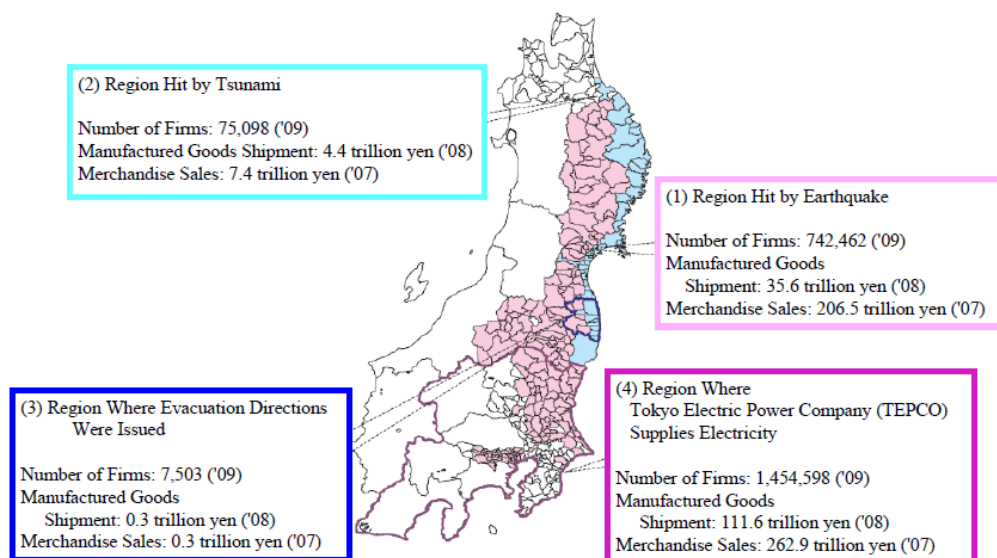 (2) Region Hit by Tsunami
Number of Firms: 75,098 ('09)
Manufactured Goods Shipment: 4.4 trillion yen ('08)
Merchandise Sales: 7.4 trillion yen ('07)
(1) Region Hit by Earthquake
Number of Firms: 742,462 ('09)
Manufactured Goods
Shipment: 35.6 trillion yen ('08)
Merchandise Sales: 206.5 trillion yen ('07)
(3) Region Where Evacuation Directions
Were Issued
Number of Firms: 7,503 ('09)
Manufactured Goods
Shipment: 0.3 trillion yen ('08)
Merchandise Sales: 0.3 trillion yen ('07)
(4) Region Where
Tokyo Electric Power Company (TEPCO)
Supplies Electricity
Number of Firms: 1,454,598 ('09)
Manufactured Goods
Shipment: 111.6 trillion yen ('08)
Merchandise Sales: 262.9 trillion yen ('07)